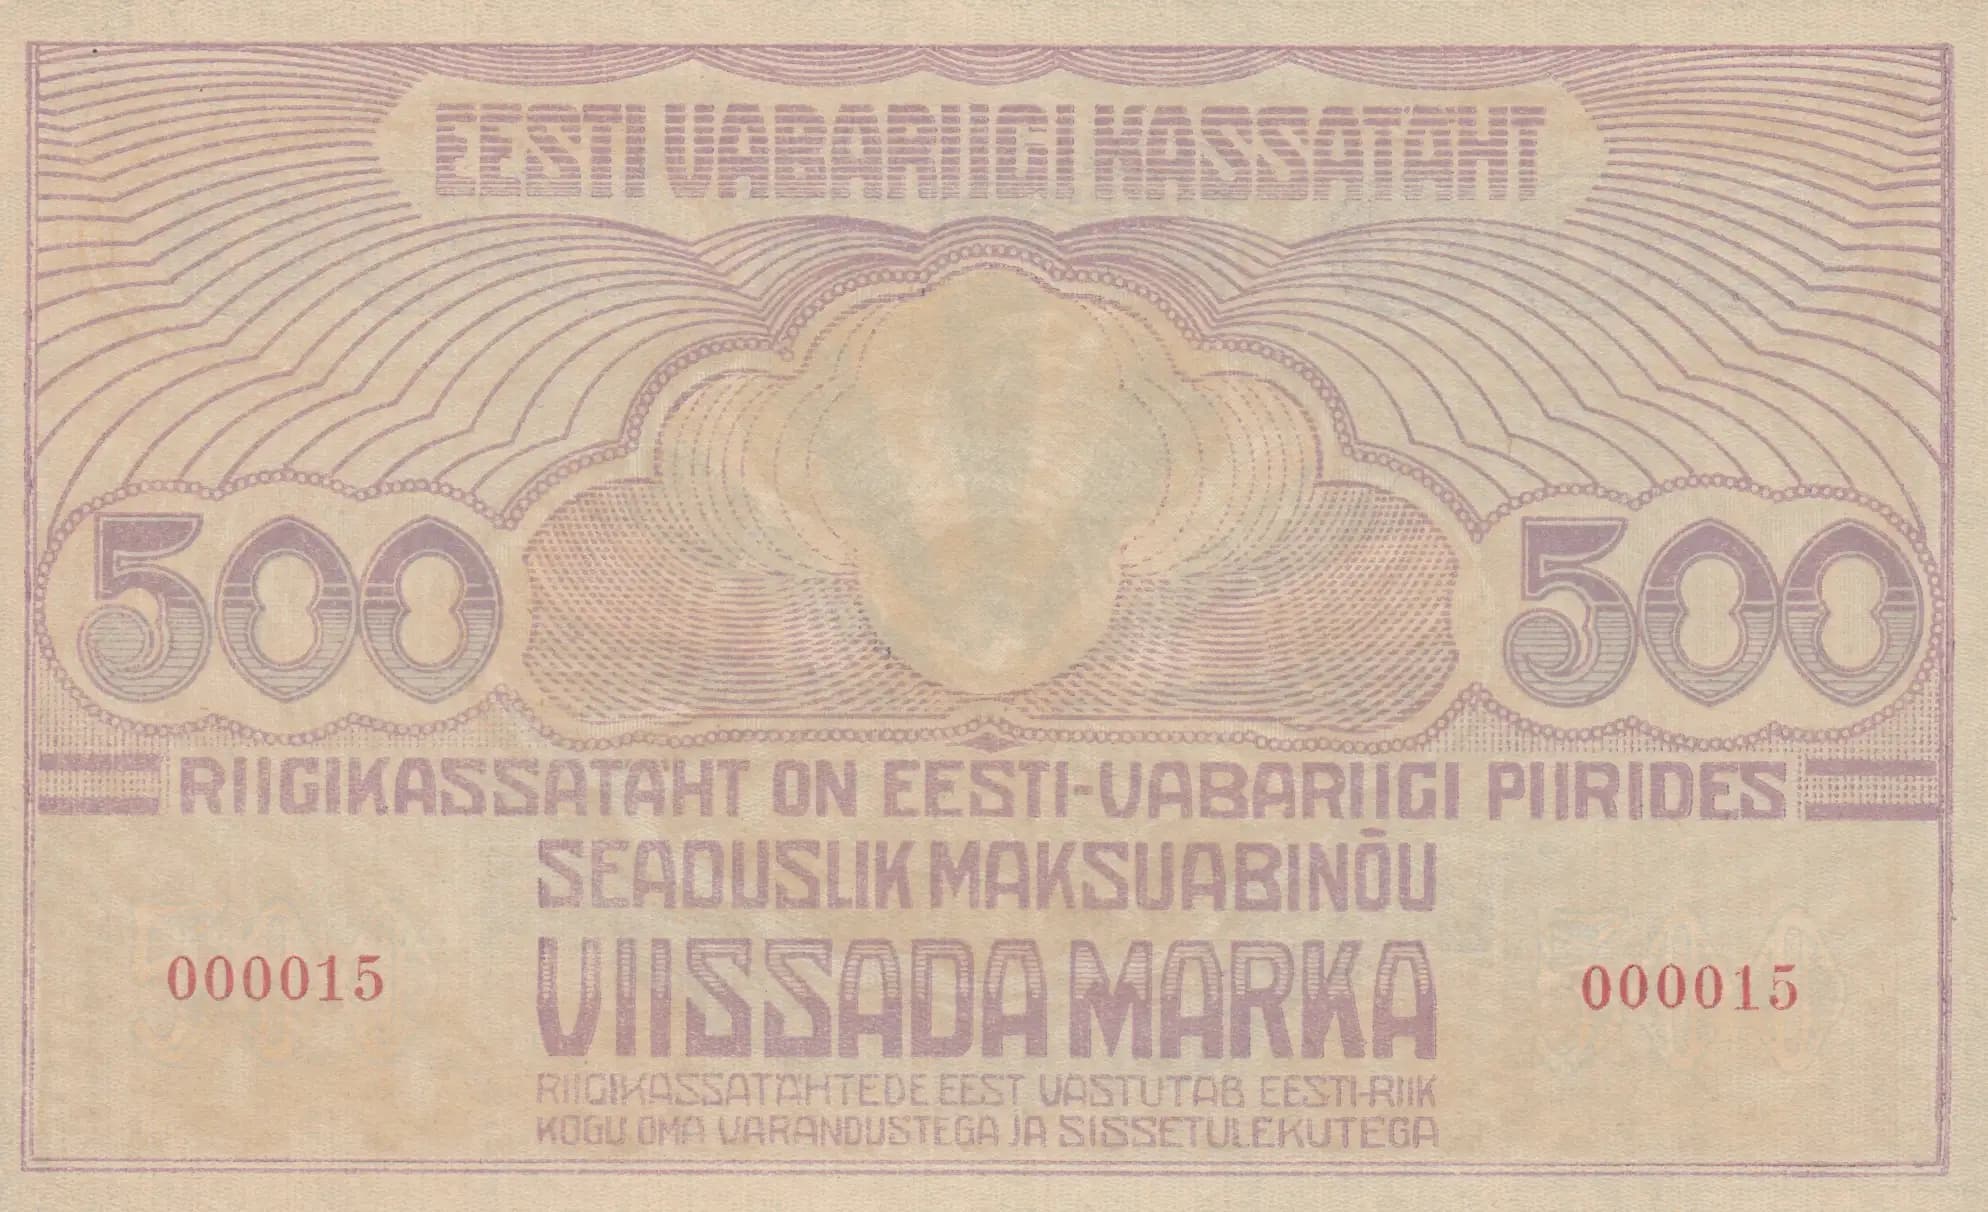 EESTI VABARIIGI KASSATÄHT
500 500
RIIGIKASSATÄHT ON EESTI-VABARIIGI PIIRIDES
SEADUSLIK MAKSUABINÕU
VIISSADA MARKA
000015 000015
RIIGIKASSATÄHTEDE EEST VASTUTAB EESTI-RIIK
KOGU OMA VARANDUSTEGA JA SISSETULEKUTEGA